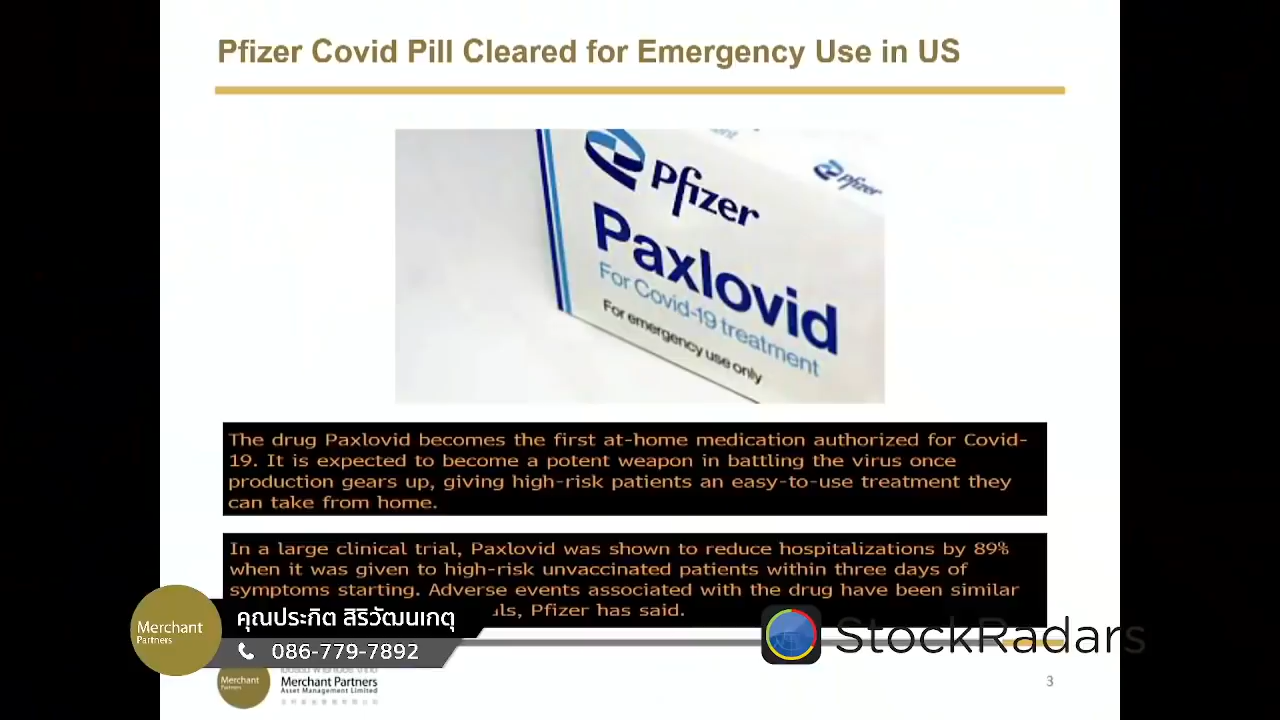 Pfizer Covid Pill Cleared for Emergency Use in US
pfizer
pfizer
Paxlovid
For Covid-19 treatment
For emergency use only
The drug Paxlovid becomes the first at-home medication authorized for Covid-
19. It is expected to become a potent weapon in battling the virus once
production gears up, giving high-risk patients an easy-to-use treatment they
can take from home.
In a large clinical trial, Paxlovid was shown to reduce hospitalizations by 89%
when it was given to high-risk unvaccinated patients within three days of
symptoms starting. Adverse events associated with the drug have been similar
, Pfizer has said.
Merchant
Partners
คุณประกิต สิริวัฒนเกตุ
086-779-7892
StockRadars
Merchant
Partners
Merchant Partners
Asset Management Limited
3